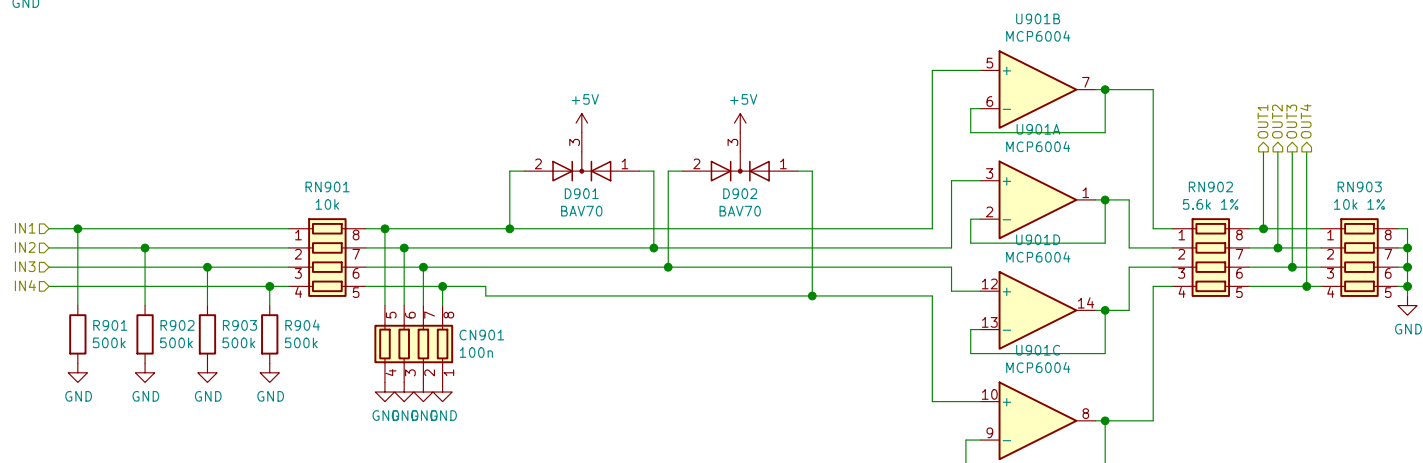 GND
U901B
MCP6004
5
+
7
6
−
+5V
+5V
3
3
2
1
2
1
D901
BAV70
D902
BAV70
U901A
MCP6004
3
+
1
2
−
OUT1
OUT2
OUT3
OUT4
RN901
10k
RN902
5.6k 1%
RN903
10k 1%
IN1
IN2
IN3
IN4
1
8
2
7
3
6
4
5
1
8
2
7
3
6
4
5
1
8
2
7
3
6
4
5
U901D
MCP6004
12
+
14
13
−
R901
500k
R902
500k
R903
500k
R904
500k
5
6
7
8
CN901
100n
4
3
2
1
GND
GND
GND
GND
GND
GND
GND
GND
GND
U901C
MCP6004
10
+
8
9
−